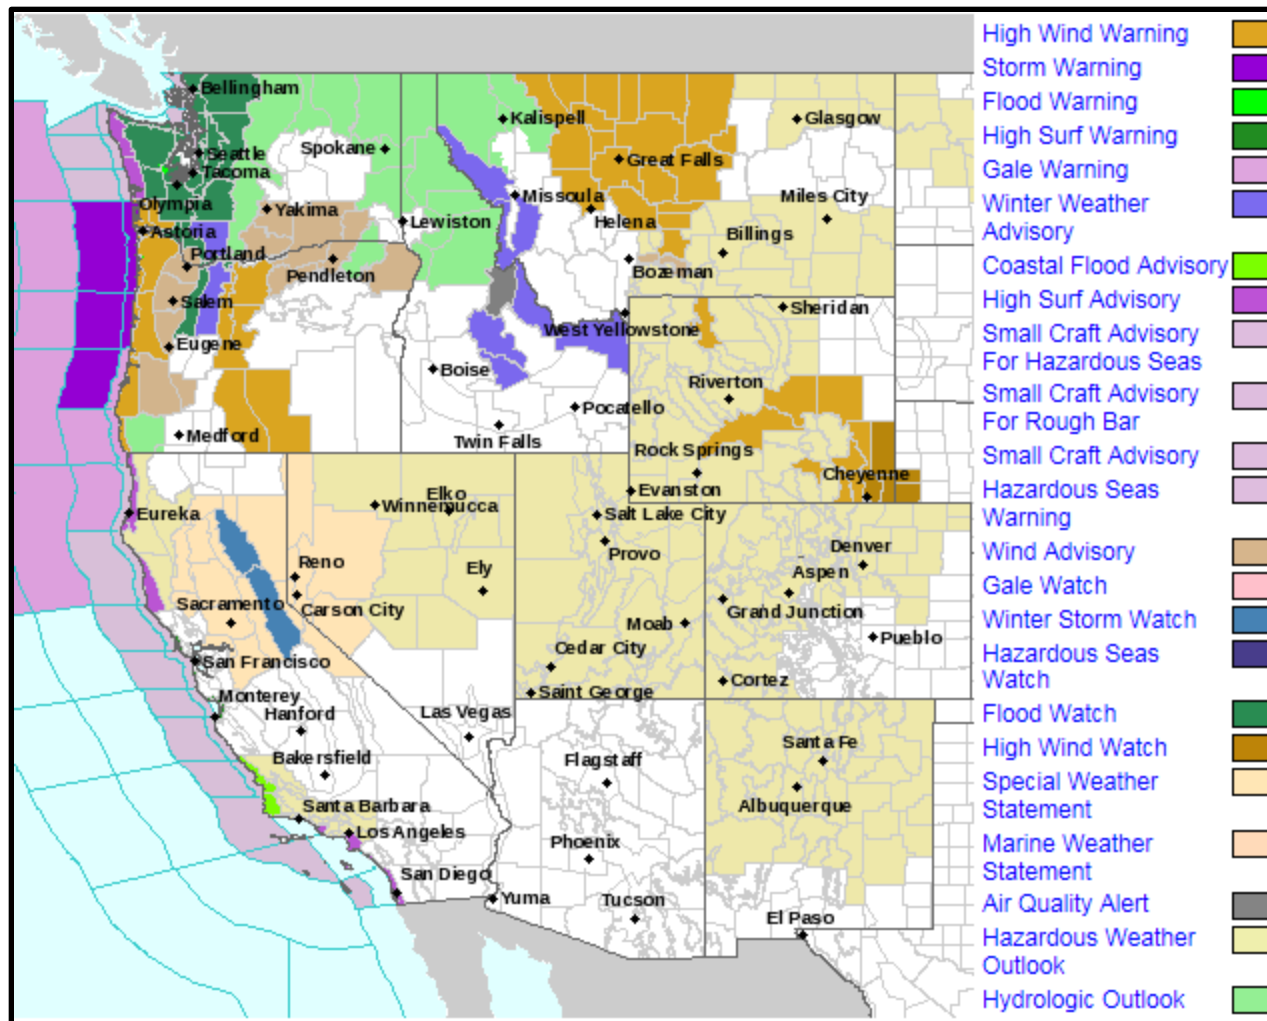 Bellingham
Seattle
Tacoma
Olympia
Spokane
Yakima
Astoria
Portland
Pendleton
Salem
Eugene
Medford
Lewiston
Kalispell
Great Falls
Missoula
Helena
Bozeman
Glasgow
Miles City
Billings
West Yellowstone
Boise
Pocatello
Twin Falls
Sheridan
Riverton
Rock Springs
Cheyenne
Evanston
Eureka
Elko
Winnemucca
Reno
Ely
Carson City
Sacramento
San Francisco
Monterey
Hanford
Bakersfield
Las Vegas
Santa Barbara
Los Angeles
San Diego
Salt Lake City
Provo
Moab
Cedar City
Saint George
Denver
Aspen
Grand Junction
Pueblo
Cortez
Flagstaff
Phoenix
Tucson
Yuma
Santa Fe
Albuquerque
El Paso
High Wind Warning
Storm Warning
Flood Warning
High Surf Warning
Gale Warning
Winter Weather
Advisory
Coastal Flood Advisory
High Surf Advisory
Small Craft Advisory
For Hazardous Seas
Small Craft Advisory
For Rough Bar
Small Craft Advisory
Hazardous Seas
Warning
Wind Advisory
Gale Watch
Winter Storm Watch
Hazardous Seas
Watch
Flood Watch
High Wind Watch
Special Weather
Statement
Marine Weather
Statement
Air Quality Alert
Hazardous Weather
Outlook
Hydrologic Outlook